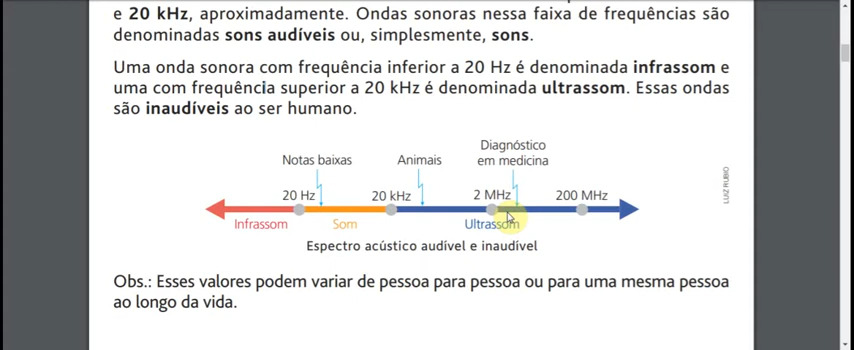 e 20 kHz, aproximadamente. Ondas sonoras nessa faixa de frequências são
denominadas sons audíveis ou, simplesmente, sons.
Uma onda sonora com frequência inferior a 20 Hz é denominada infrassom e
uma com frequência superior a 20 kHz é denominada ultrassom. Essas ondas
são inaudíveis ao ser humano.
Diagnóstico
em medicina
Notas baixas
Animais
20 Hz
20 kHz
2 MHz
200 MHz
Infrassom
Som
Ultrassom
Espectro acústico audível e inaudível
LUIZ RUBIO
Obs.: Esses valores podem variar de pessoa para pessoa ou para uma mesma pessoa
ao longo da vida.